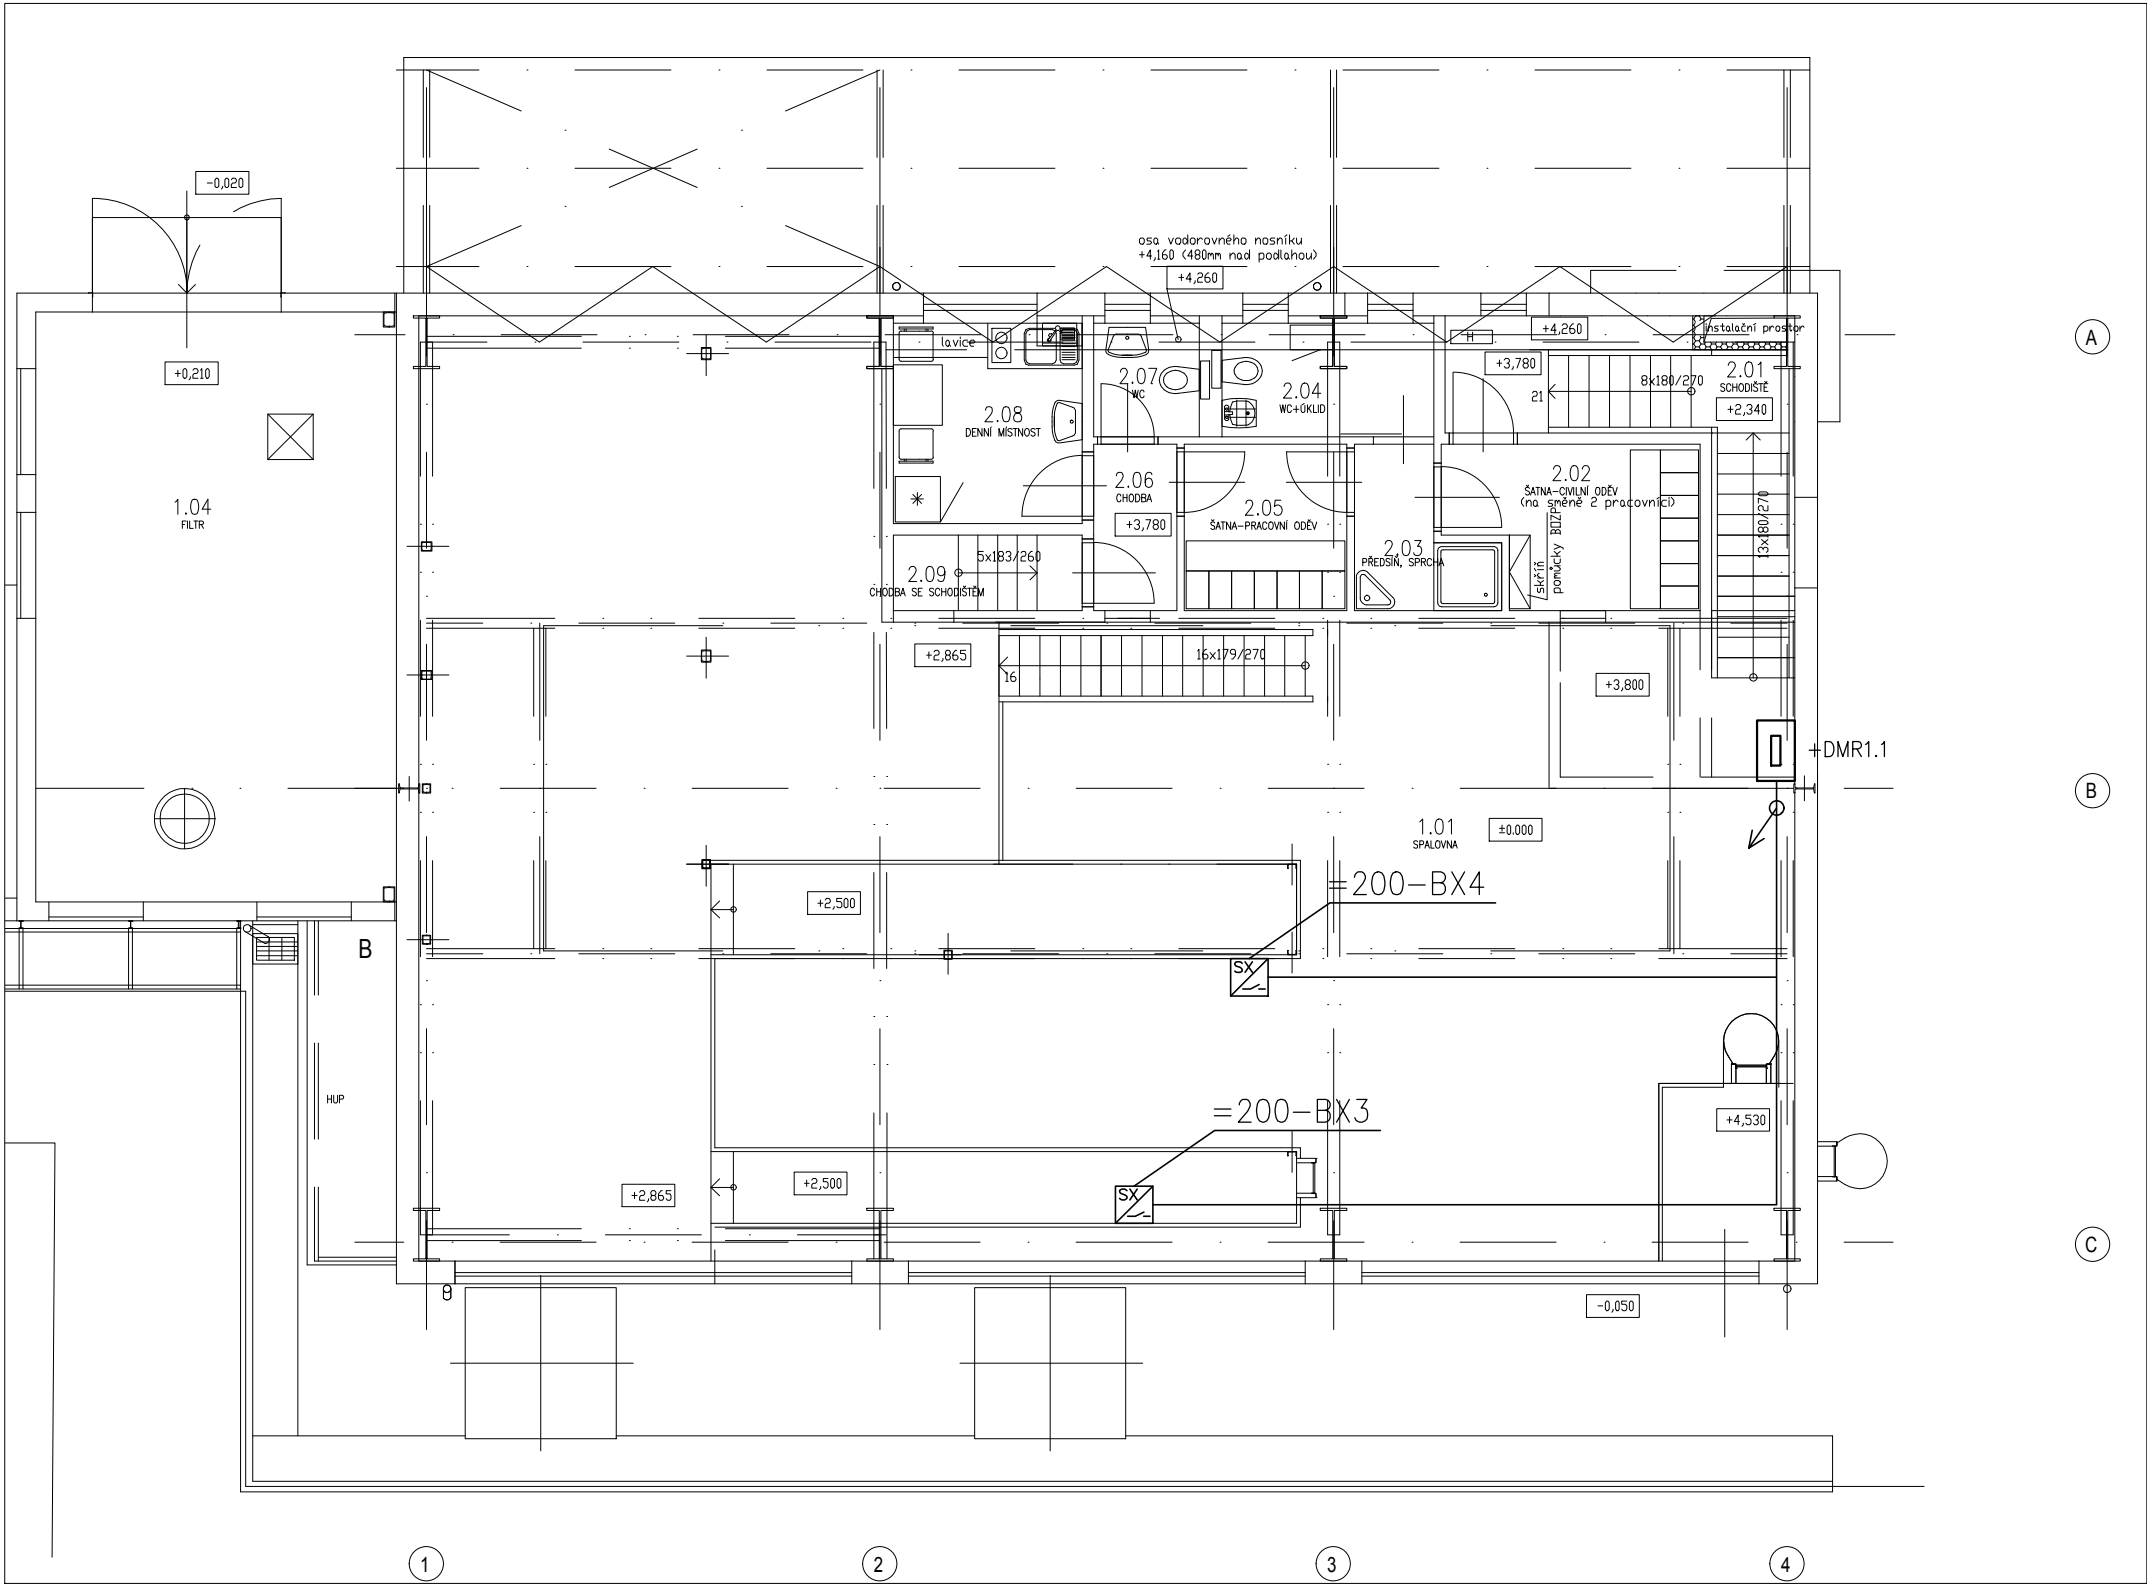 -0,020
osa vodorovného nosníku
+4,160 (480mm nad podlahou)
+4,260
+4,260
instalační prostor
H
A
lavice
+0,210
+3,780
2.07
WC
2.04
WC+ÚKLID
8x180/270
2.01
SCHODIŠTĚ
21
+2,340
2.08
DENNÍ MÍSTNOST
2.06
CHODBA
+3,780
2.05
ŠATNA-PRACOVNÍ ODĚV
2.02
ŠATNA-CIVILNÍ ODĚV
(na směně 2 pracovníci)
1.04
FILTR
13x180/270
2.03
PŘEDSÍŇ, SPRCHA
skříň
pomůcky BOZP
5x183/260
2.09
CHODBA SE SCHODIŠTĚM
+2,865
16x179/270
16
+3,800
+DMR1.1
B
1.01
SPALOVNA
±0.000
=200-BX4
+2,500
B
SX
HUP
=200-BX3
+4,530
+2,500
+2,865
SX
C
-0,050
1
2
3
4